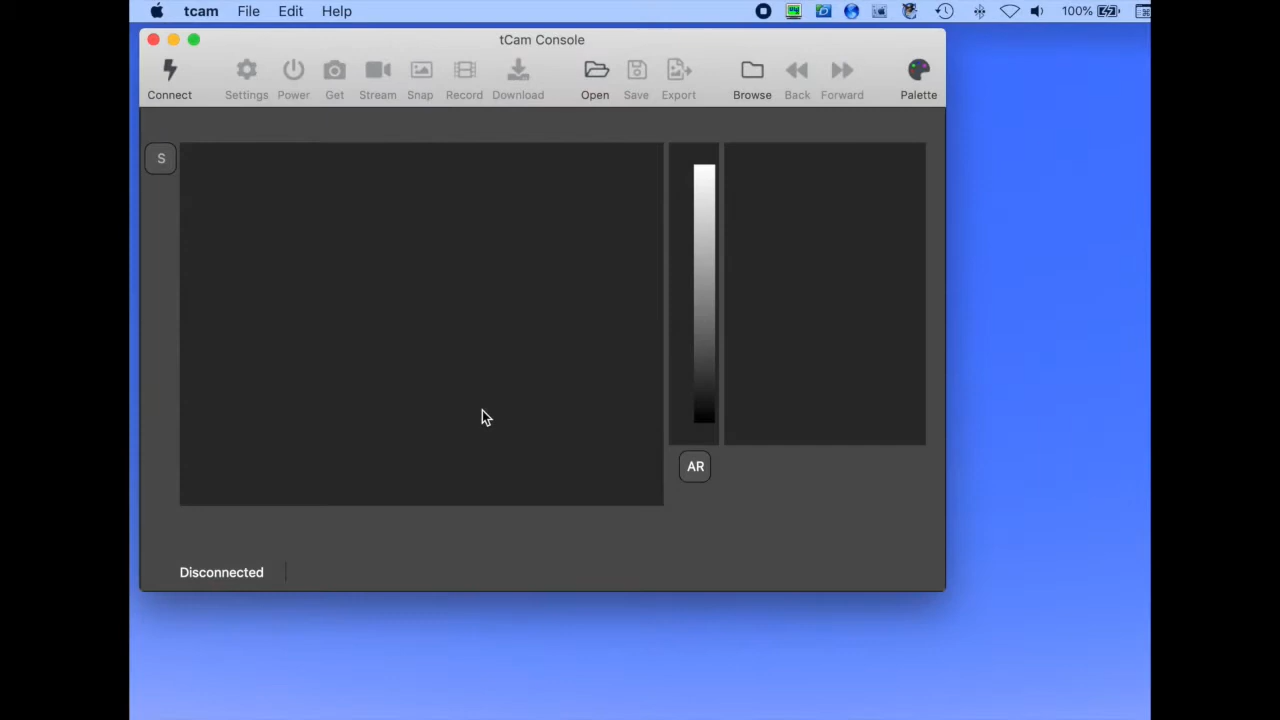 tcam File Edit Help 100%
tCam Console
Connect Settings Power Get Stream Snap Record Download Open Save Export Browse Back Forward Palette
S
AR
Disconnected